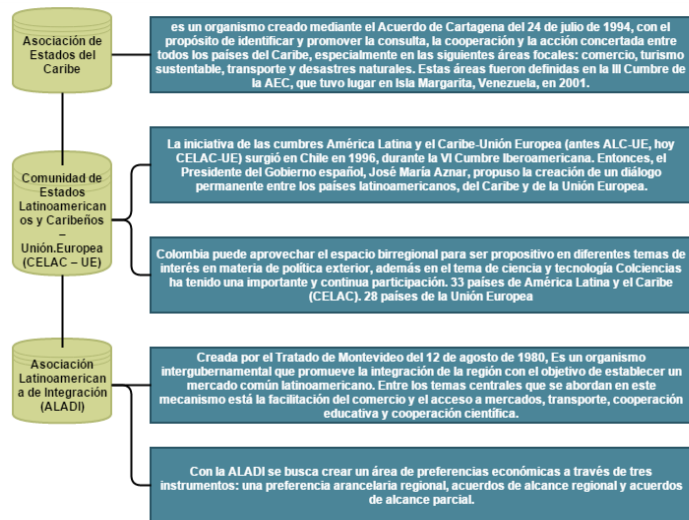 Asociación de
Estados del
Caribe
es un organismo creado mediante el Acuerdo de Cartagena del 24 de julio de 1994, con el
propósito de identificar y promover la consulta, la cooperación y la acción concertada entre
todos los países del Caribe, especialmente en las siguientes áreas focales: comercio, turismo
sustentable, transporte y desastres naturales. Estas áreas fueron definidas en la III Cumbre de
la AEC, que tuvo lugar en Isla Margarita, Venezuela, en 2001.
Comunidad de
Estados
Latinoamerican
os y Caribeños
–
Unión.Europea
(CELAC – UE)
La iniciativa de las cumbres América Latina y el Caribe-Unión Europea (antes ALC-UE, hoy
CELAC-UE) surgió en Chile en 1996, durante la VI Cumbre Iberoamericana. Entonces, el
Presidente del Gobierno español, José María Aznar, propuso la creación de un diálogo
permanente entre los países latinoamericanos, del Caribe y de la Unión Europea.
Colombia puede aprovechar el espacio birregional para ser propositivo en diferentes temas de
interés en materia de política exterior, además en el tema de ciencia y tecnología Colciencias
ha tenido una importante y continua participación. 33 países de América Latina y el Caribe
(CELAC). 28 países de la Unión Europea
Asociación
Latinoamerican
a de Integración
(ALADI)
Creada por el Tratado de Montevideo del 12 de agosto de 1980, Es un organismo
intergubernamental que promueve la integración de la región con el objetivo de establecer un
mercado común latinoamericano. Entre los temas centrales que se abordan en este
mecanismo está la facilitación del comercio y el acceso a mercados, transporte, cooperación
educativa y cooperación científica.
Con la ALADI se busca crear un área de preferencias económicas a través de tres
instrumentos: una preferencia arancelaria regional, acuerdos de alcance regional y acuerdos
de alcance parcial.